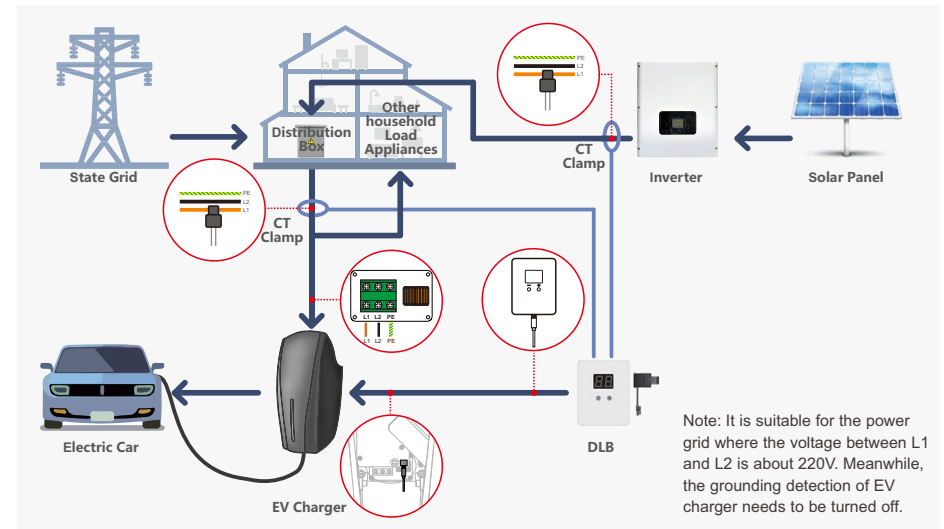 PE
L2
L1
State Grid
Distribution
Box
Other
household
Load
Appliances
CT
Clamp
Inverter
Solar Panel
PE
L2
L1
CT
Clamp
L1 L2 PE
L1 L2 PE
88
Electric Car
EV Charger
DLB
Note: It is suitable for the power
grid where the voltage between L1
and L2 is about 220V. Meanwhile,
the grounding detection of EV
charger needs to be turned off.